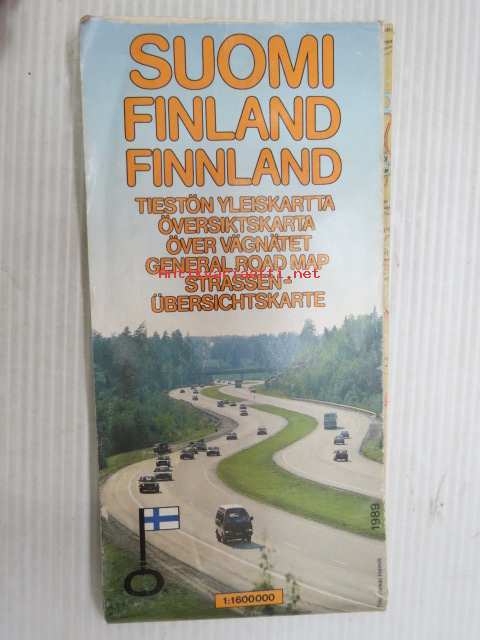 SUOMI
FINLAND
FINNLAND
TIESTÖN YLEISKARTTA
ÖVERSIKTSKARTA
ÖVER VÄGNÄTET
GENERAL ROAD MAP
STRASSEN-
ÜBERSICHTSKARTE
1989
1:1600000